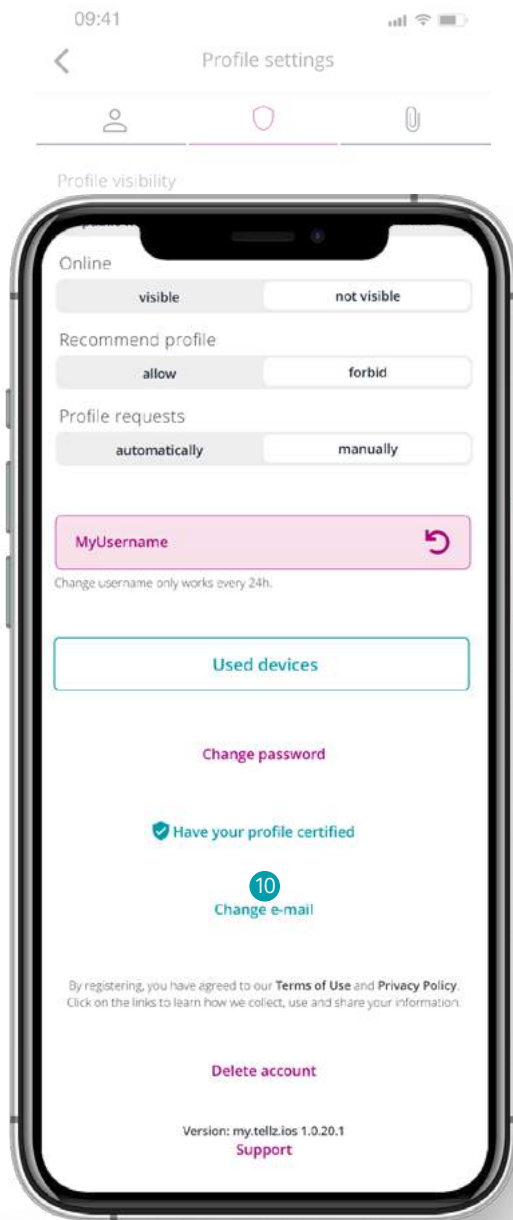 09:41
Profile settings
Profile visibility
Online
visible not visible
Recommend profile
allow forbid
Profile requests
automatically manually
MyUsername
Change username only works every 24h.
Used devices
Change password
Have your profile certified
10
Change e-mail
By registering, you have agreed to our Terms of Use and Privacy Policy.
Click on the links to learn how we collect, use and share your information.
Delete account
Version: my.tellz.ios 1.0.20.1
Support